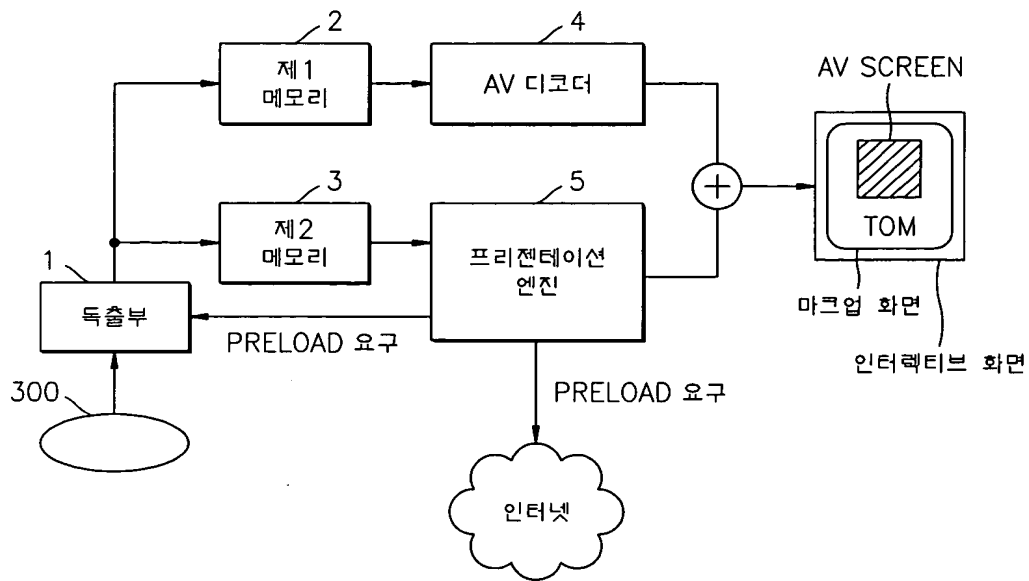 2
제1
메모리
4
AV 디코더
AV SCREEN
TOM
3
제2
메모리
5
프리젠테이션
엔진
+
마크업 화면
인터렉티브 화면
1
독출부
PRELOAD 요구
300
PRELOAD 요구
인터넷